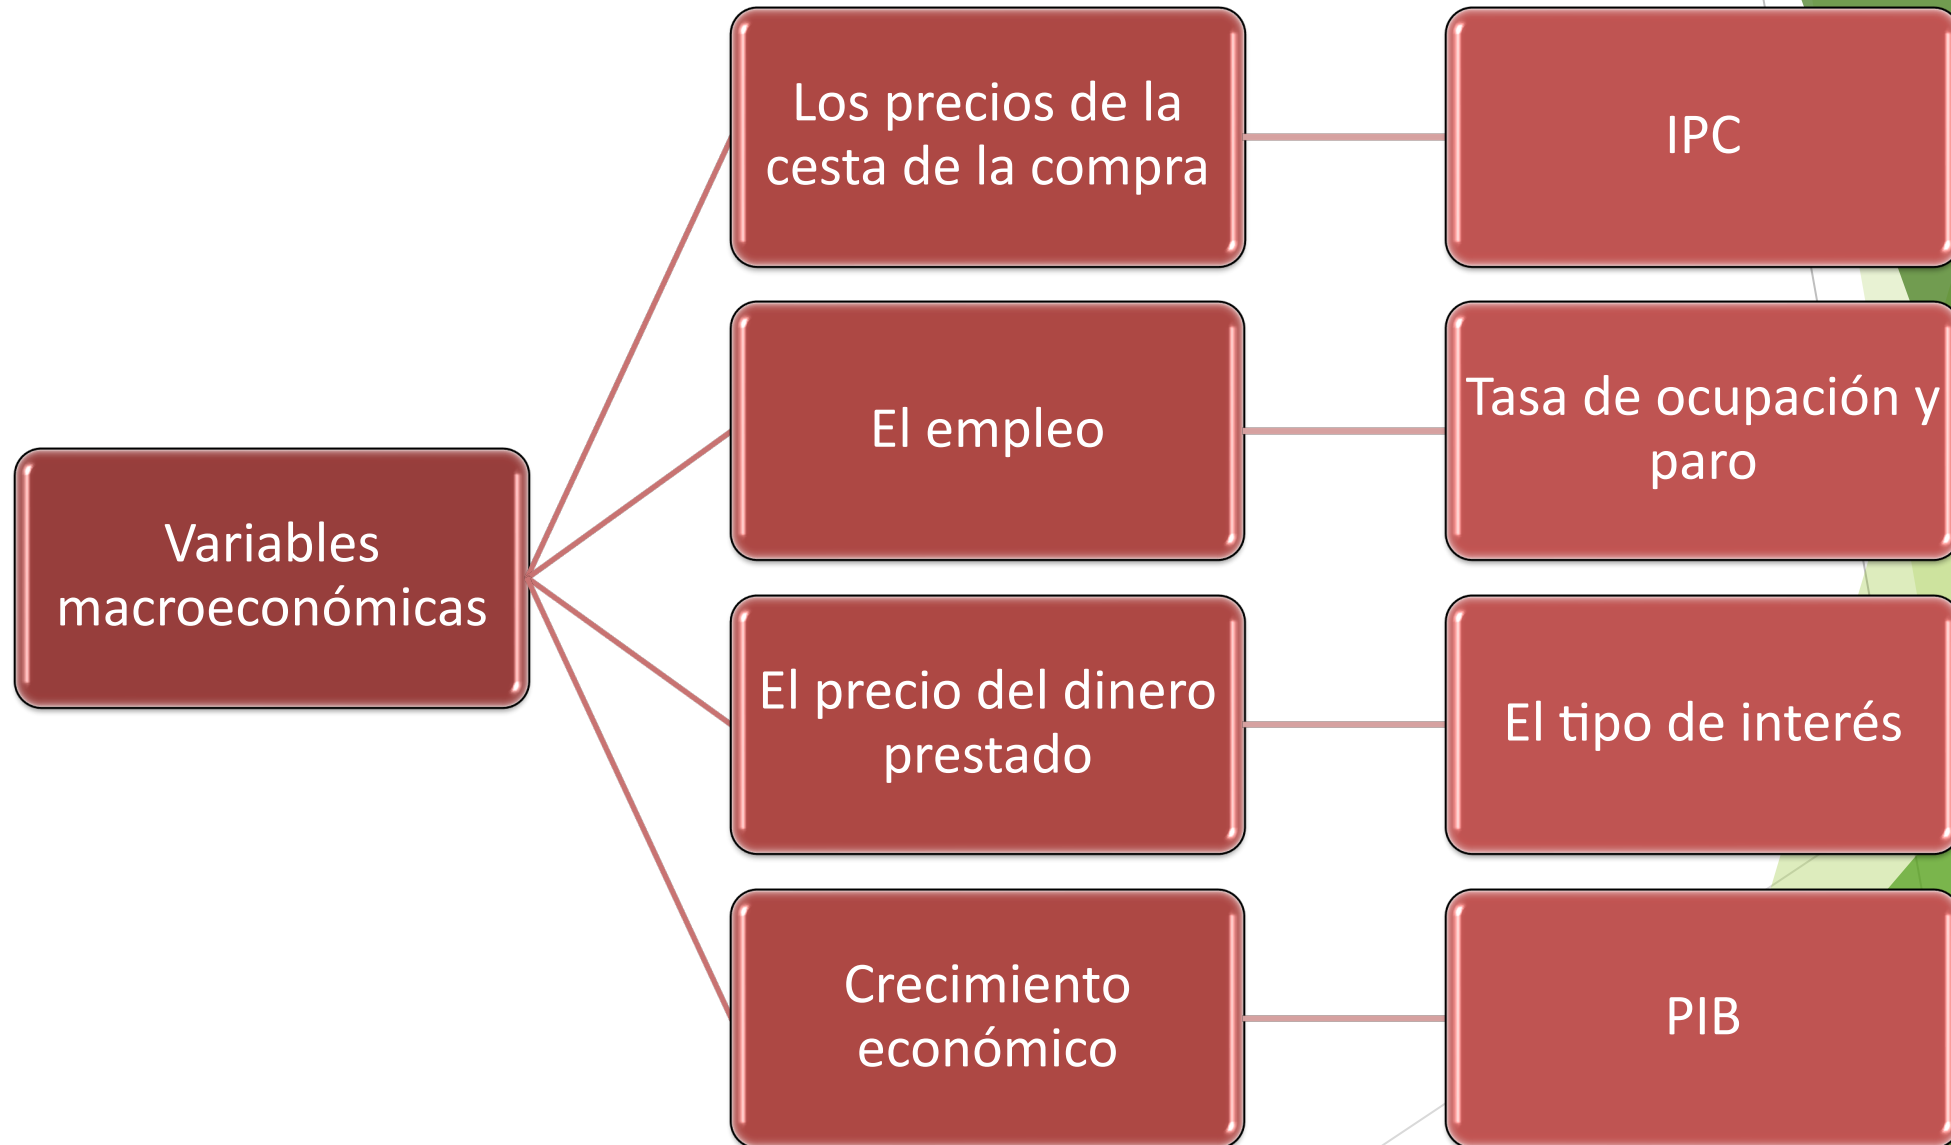 Variables
macroeconómicas
Los precios de la
cesta de la compra
IPC
El empleo
Tasa de ocupación y
paro
El precio del dinero
prestado
El tipo de interés
Crecimiento
económico
PIB